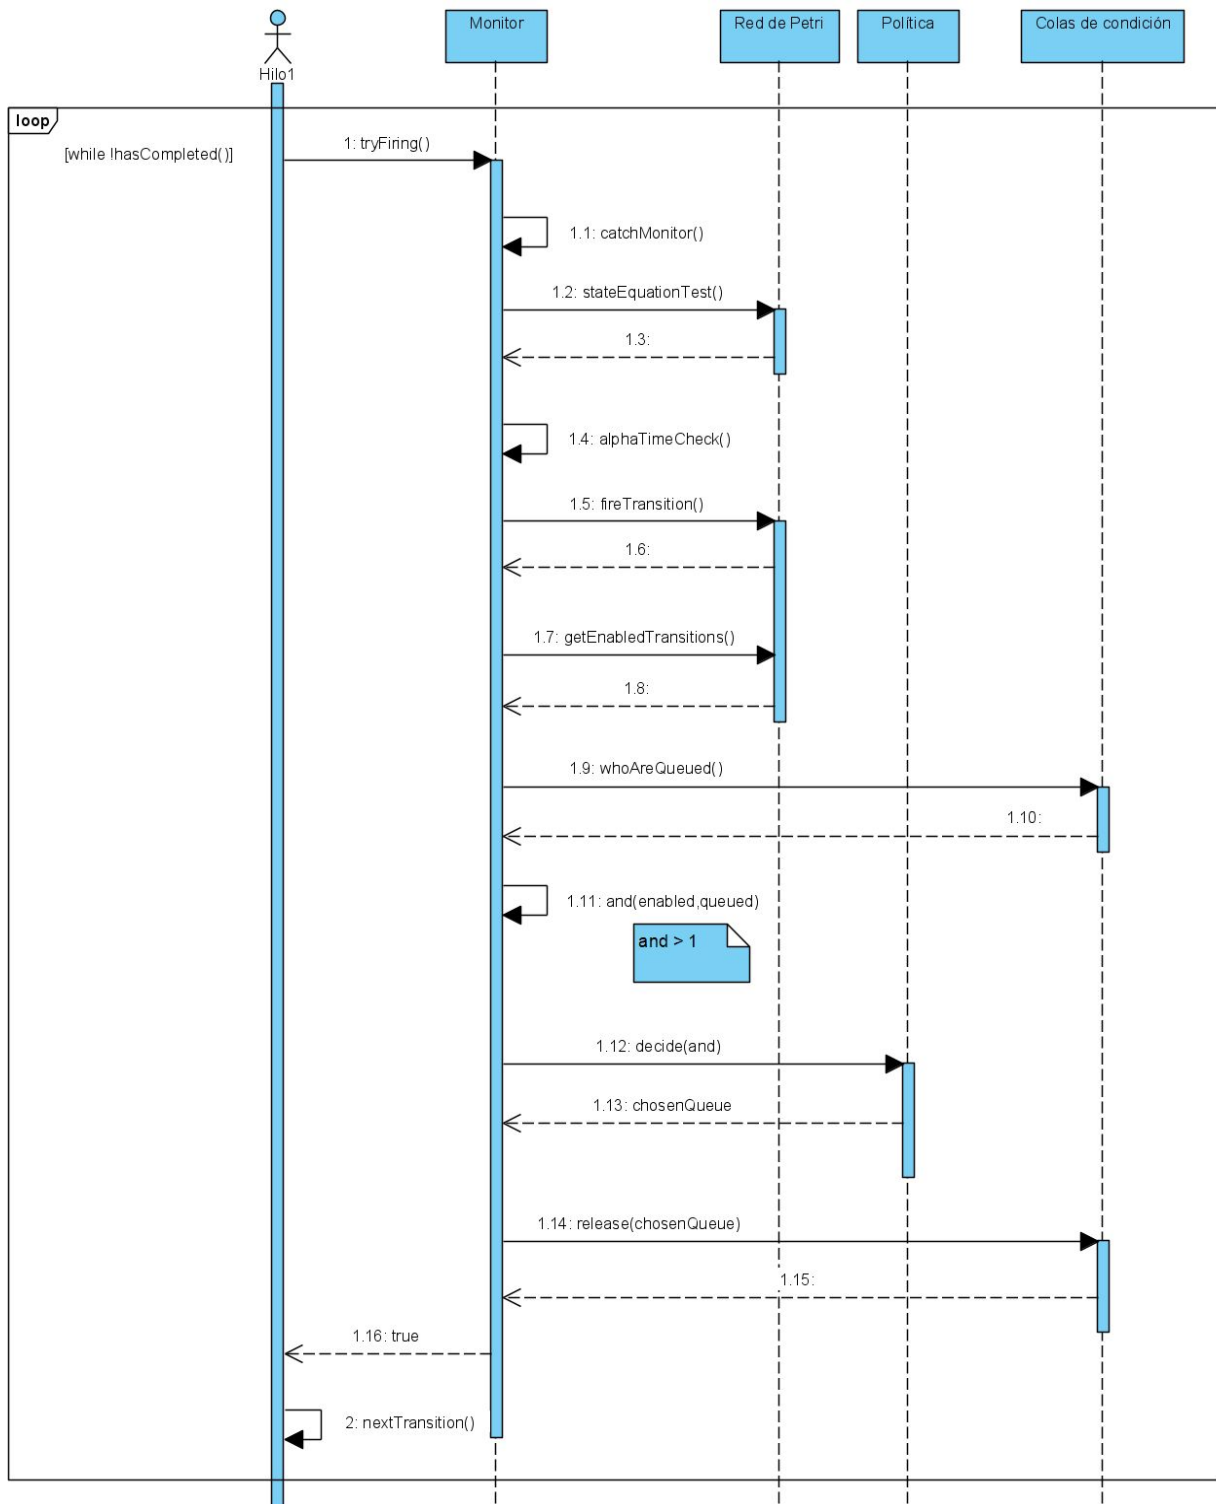 Monitor
Red de Petri
Política
Colas de condición
Hilo1
loop
[while !hasCompleted()]
1: tryFiring()
1.1: catchMonitor()
1.2: stateEquationTest()
1.3:
1.4: alphaTimeCheck()
1.5: fireTransition()
1.6:
1.7: getEnabledTransitions()
1.8:
1.9: whoAreQueued()
1.10:
1.11: and(enabled,queued)
and > 1
1.12: decide(and)
1.13: chosenQueue
1.14: release(chosenQueue)
1.15:
1.16: true
2: nextTransition()